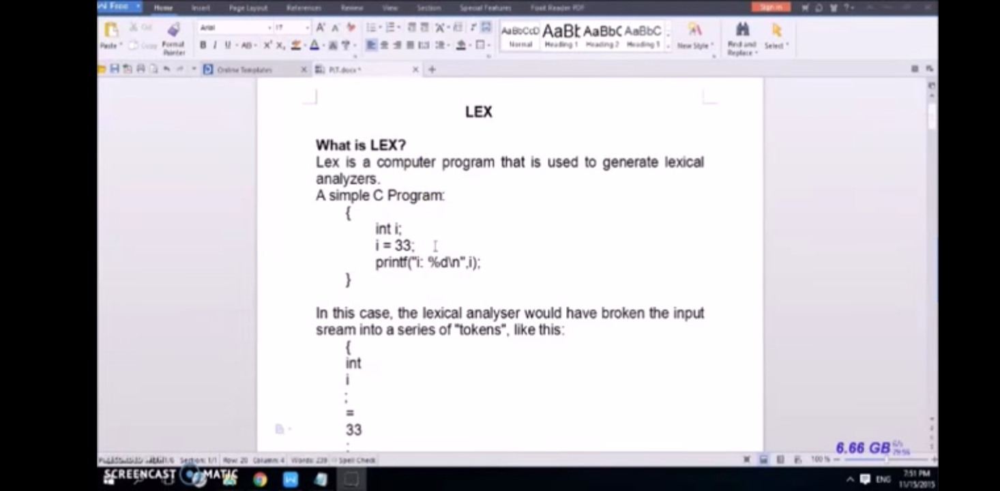 Home Insert Page Layout References Review View Section Special Features Foxit Reader PDF Sign in
Arial 17 AaBbCcD AaBb AaBbC AaBbC
Paste Cut Copy Format Painter B I U AB Normal Heading 1 Heading 2 Heading 3 New Style Find and Replace Select
Online Templates PLT.docx *
LEX
What is LEX?
Lex is a computer program that is used to generate lexical
analyzers.
A simple C Program:
{
int i;
i = 33;
printf("i: %d\n",i);
}
In this case, the lexical analyser would have broken the input
sream into a series of "tokens", like this:
{
int
i
;
=
33
;
6.66 GB
Section: 1/1 Row: 20 Column: 4 Words: 239 Spell Check 100 %
SCREENCAST MATIC
ENG 7:51 PM
11/15/2015